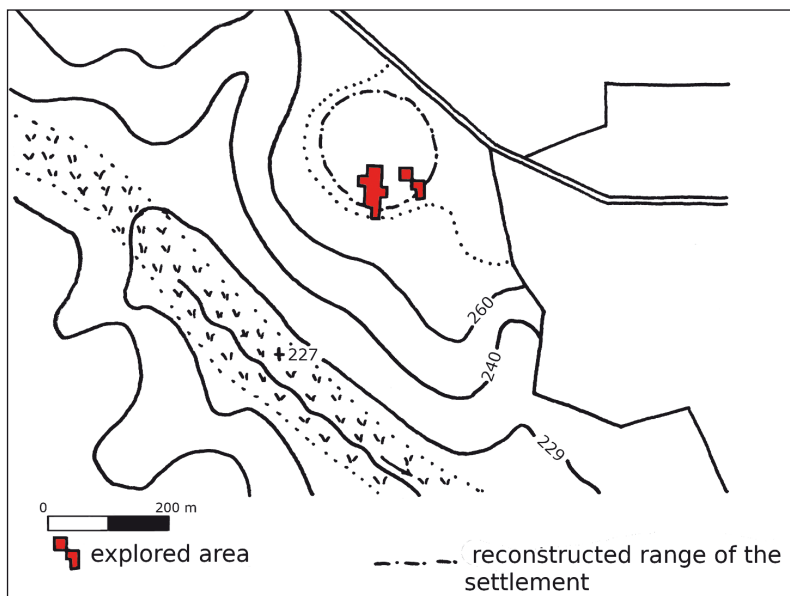 260
240
227
229
0 200 m
explored area
reconstructed range of the
settlement